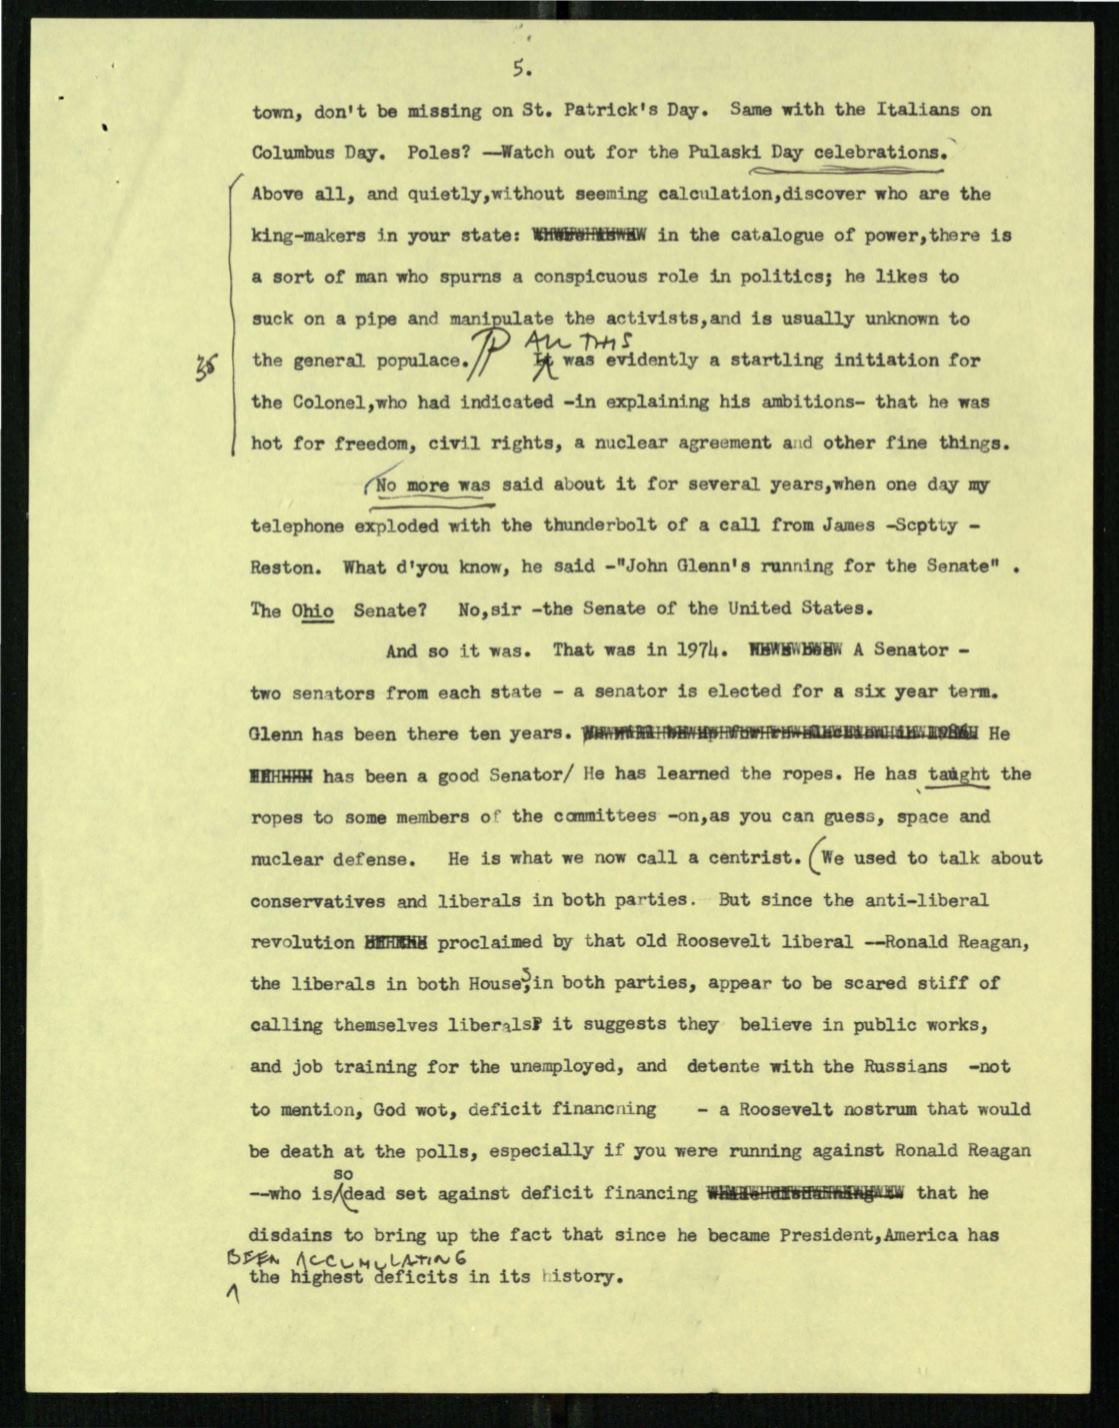 5.
town, don't be missing on St. Patrick's Day. Same with the Italians on
Columbus Day. Poles? --Watch out for the Pulaski Day celebrations.
Above all, and quietly,without seeming calculation,discover who are the
king-makers in your state: in the catalogue of power,there is
a sort of man who spurns a conspicuous role in politics; he likes to
suck on a pipe and manipulate the activists,and is usually unknown to
ALL THIS
the general populace. It was evidently a startling initiation for
the Colonel,who had indicated -in explaining his ambitions- that he was
hot for freedom, civil rights, a nuclear agreement and other fine things.
No more was said about it for several years,when one day my
telephone exploded with the thunderbolt of a call from James -Scptty -
Reston. What d'you know, he said -"John Glenn's running for the Senate" .
The Ohio Senate? No,sir -the Senate of the United States.
And so it was. That was in 1974. A Senator -
two senators from each state - a senator is elected for a six year term.
Glenn has been there ten years. He
has been a good Senator/ He has learned the ropes. He has taught the
ropes to some members of the committees -on,as you can guess, space and
nuclear defense. He is what we now call a centrist. (We used to talk about
conservatives and liberals in both parties. But since the anti-liberal
revolution proclaimed by that old Roosevelt liberal --Ronald Reagan,
the liberals in both Houses,in both parties, appear to be scared stiff of
calling themselves liberals? it suggests they believe in public works,
and job training for the unemployed, and detente with the Russians -not
to mention, God wot, deficit financning - a Roosevelt nostrum that would
be death at the polls, especially if you were running against Ronald Reagan
so
--who is dead set against deficit financing that he
disdains to bring up the fact that since he became President,America has
BEEN ACCUMULATING
the highest deficits in its history.